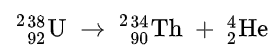 ²³⁸₉₂U → ²³⁴₉₀Th + ⁴₂He